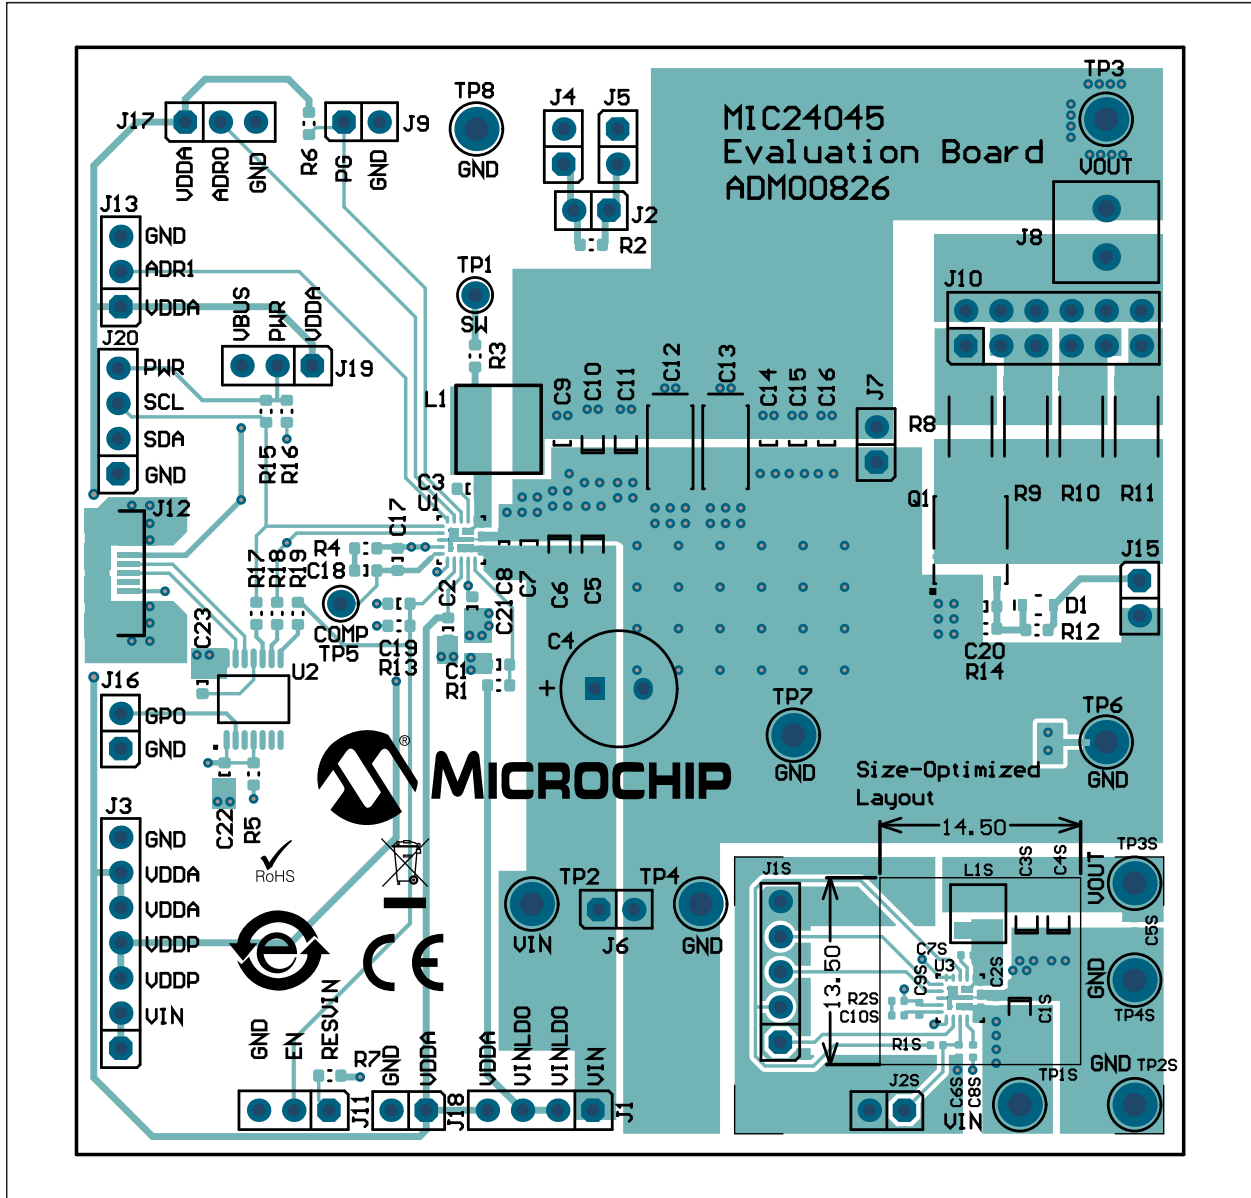 TP3
TP8
J4
J5
J17
J9
MIC24045
Evaluation Board
ADM00826
VDDA
ADR0
GND
R6
PG
GND
GND
VOUT
J13
GND
ADR1
VDDA
J2
R2
J8
TP1
SW
J10
VBUS
PWR
VDDA
J20
PWR
SCL
SDA
GND
J19
R3
L1
C9
C10
C11
C12
C13
C14
C15
C16
J7
R8
R15
R16
C3
U1
Q1
R9
R10
R11
J12
C17
R4
C18
R17
R18
R19
C2
C21
C8
C7
C6
C5
J15
COMP
TP5
C19
R13
C1
R1
C4
+
D1
R12
C20
R14
C23
U2
J16
GPO
GND
TP7
GND
TP6
GND
®
MICROCHIP
Size-Optimized
Layout
14.50
C22
R5
J3
GND
VDDA
VDDA
VDDP
VDDP
VIN
RoHS
e
CE
TP2
VIN
TP4
GND
J6
J1S
L1S
C3S
C4S
TP3S
VOUT
C5S
13.50
C7S
U3
C9S
C2S
R2S
C10S
C1S
GND
TP4S
R1S
GND
EN
RESVIN
R7
GND
VDDA
VDDA
VINLDO
VINLDO
VIN
J11
J18
J1
J2S
C6S
C8S
VIN
TP1S
GND
TP2S